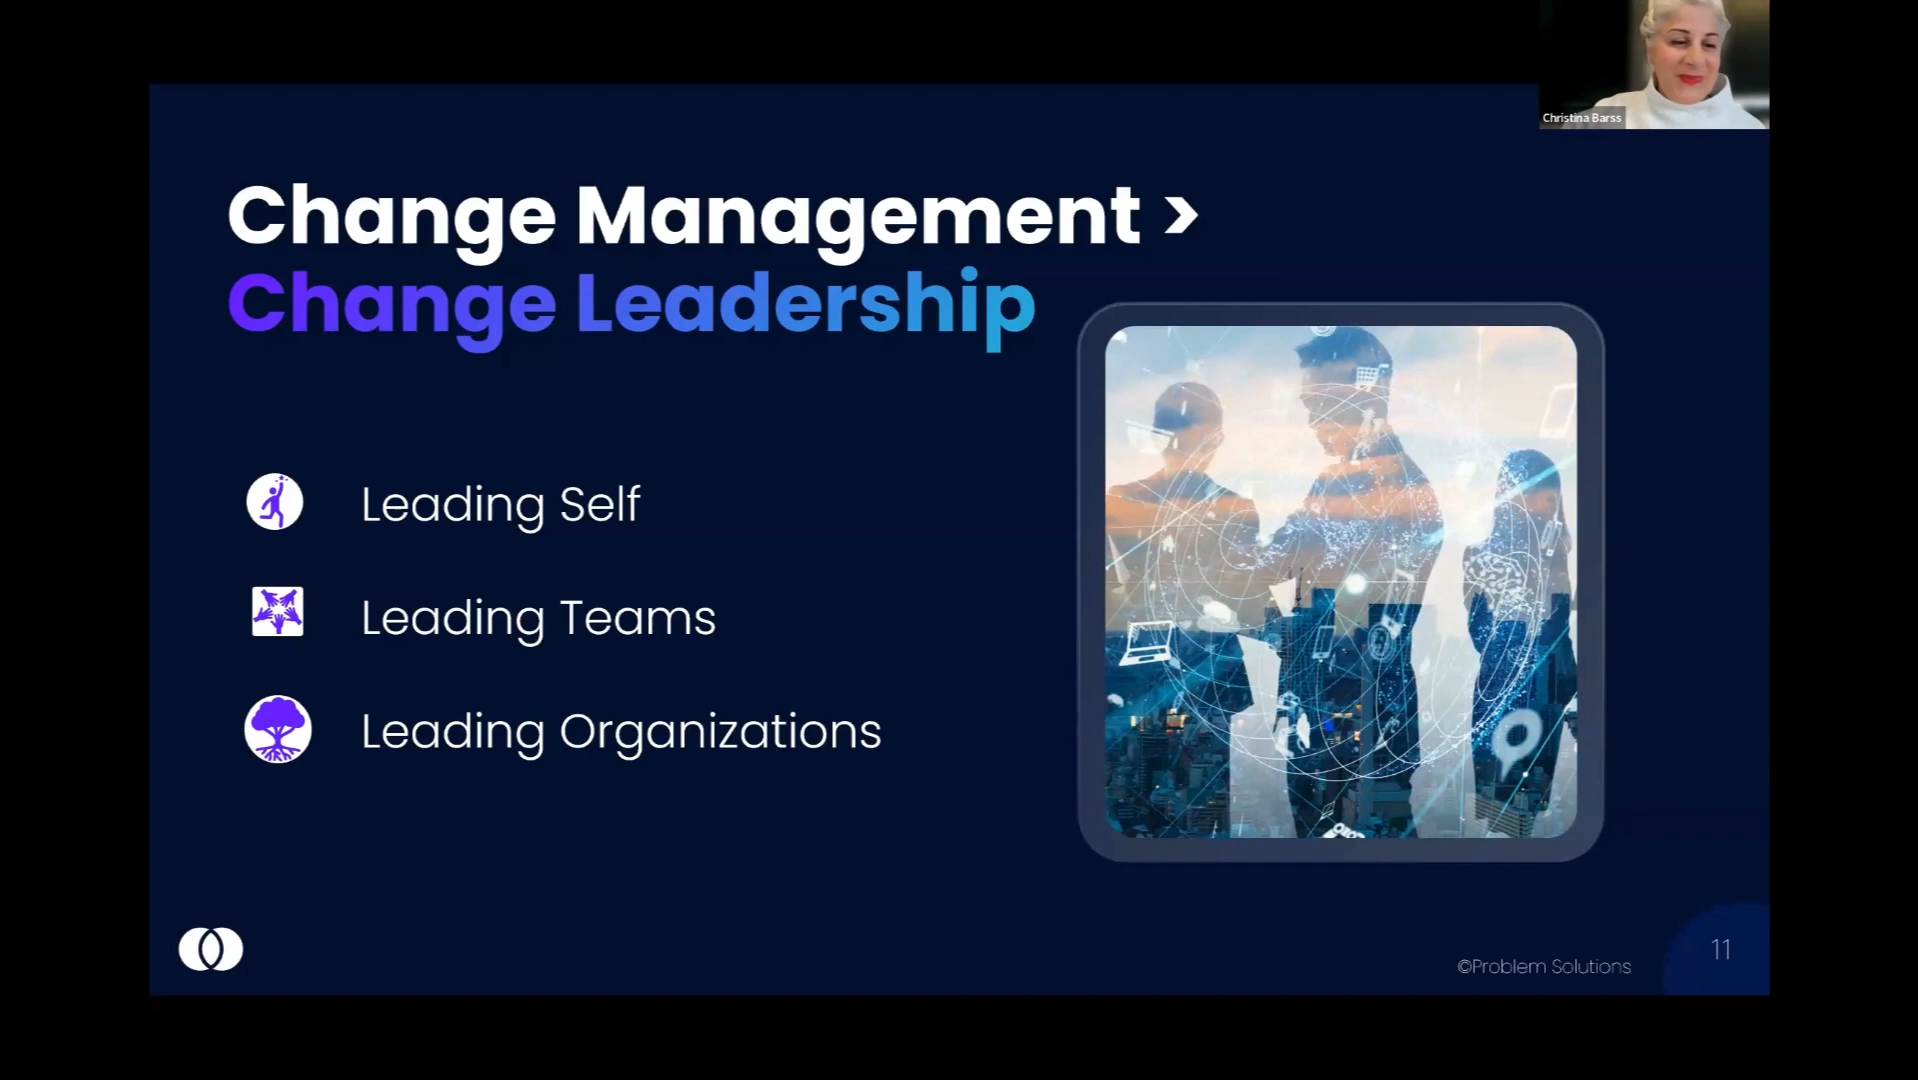 Christina Barss
Change Management >
Change Leadership
Leading Self
Leading Teams
Leading Organizations
©Problem Solutions
11